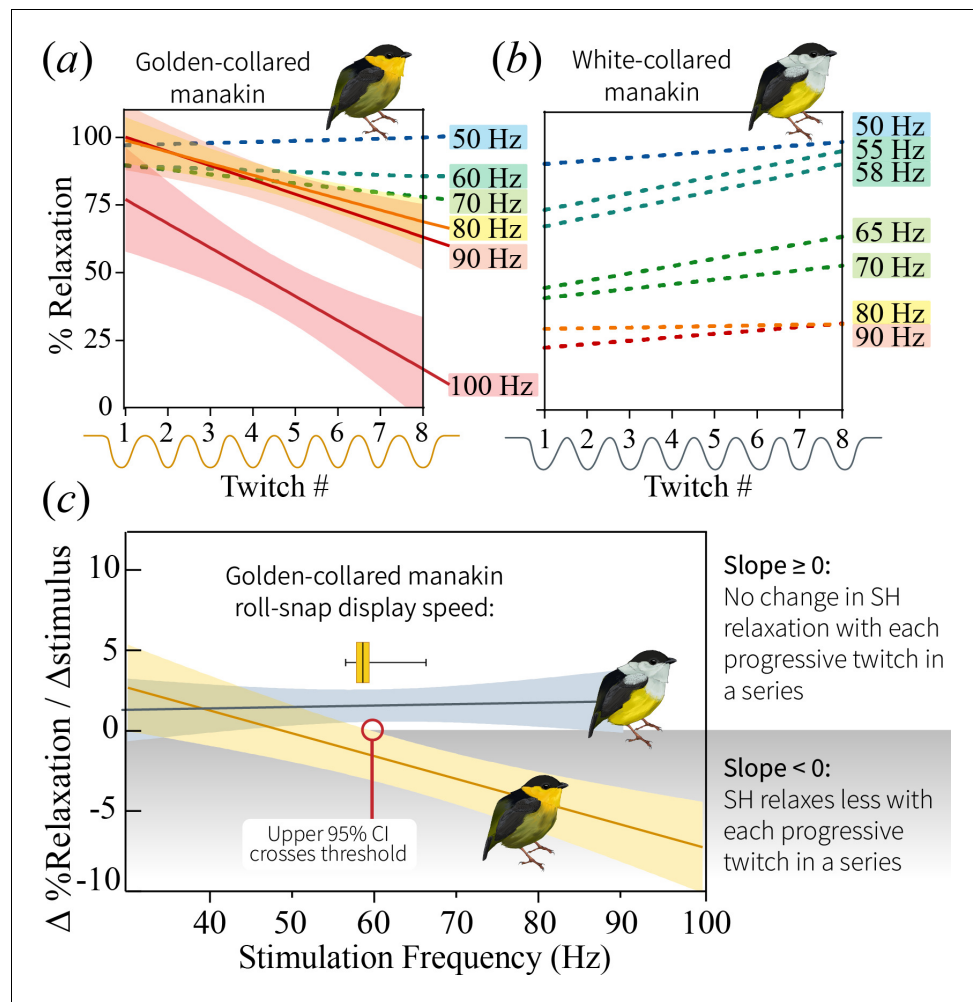 (a)
Golden-collared
manakin
% Relaxation
100
75
50
25
0
50 Hz
60 Hz
70 Hz
80 Hz
90 Hz
100 Hz
1 2 3 4 5 6 7 8
Twitch #
(b)
White-collared
manakin
50 Hz
55 Hz
58 Hz
65 Hz
70 Hz
80 Hz
90 Hz
1 2 3 4 5 6 7 8
Twitch #
(c)
Δ %Relaxation / Δstimulus
10
5
0
-5
-10
Golden-collared manakin
roll-snap display speed:
Upper 95% CI
crosses threshold
40 50 60 70 80 90 100
Stimulation Frequency (Hz)
Slope ≥ 0:
No change in SH
relaxation with each
progressive twitch in
a series
Slope < 0:
SH relaxes less with
each progressive
twitch in a series